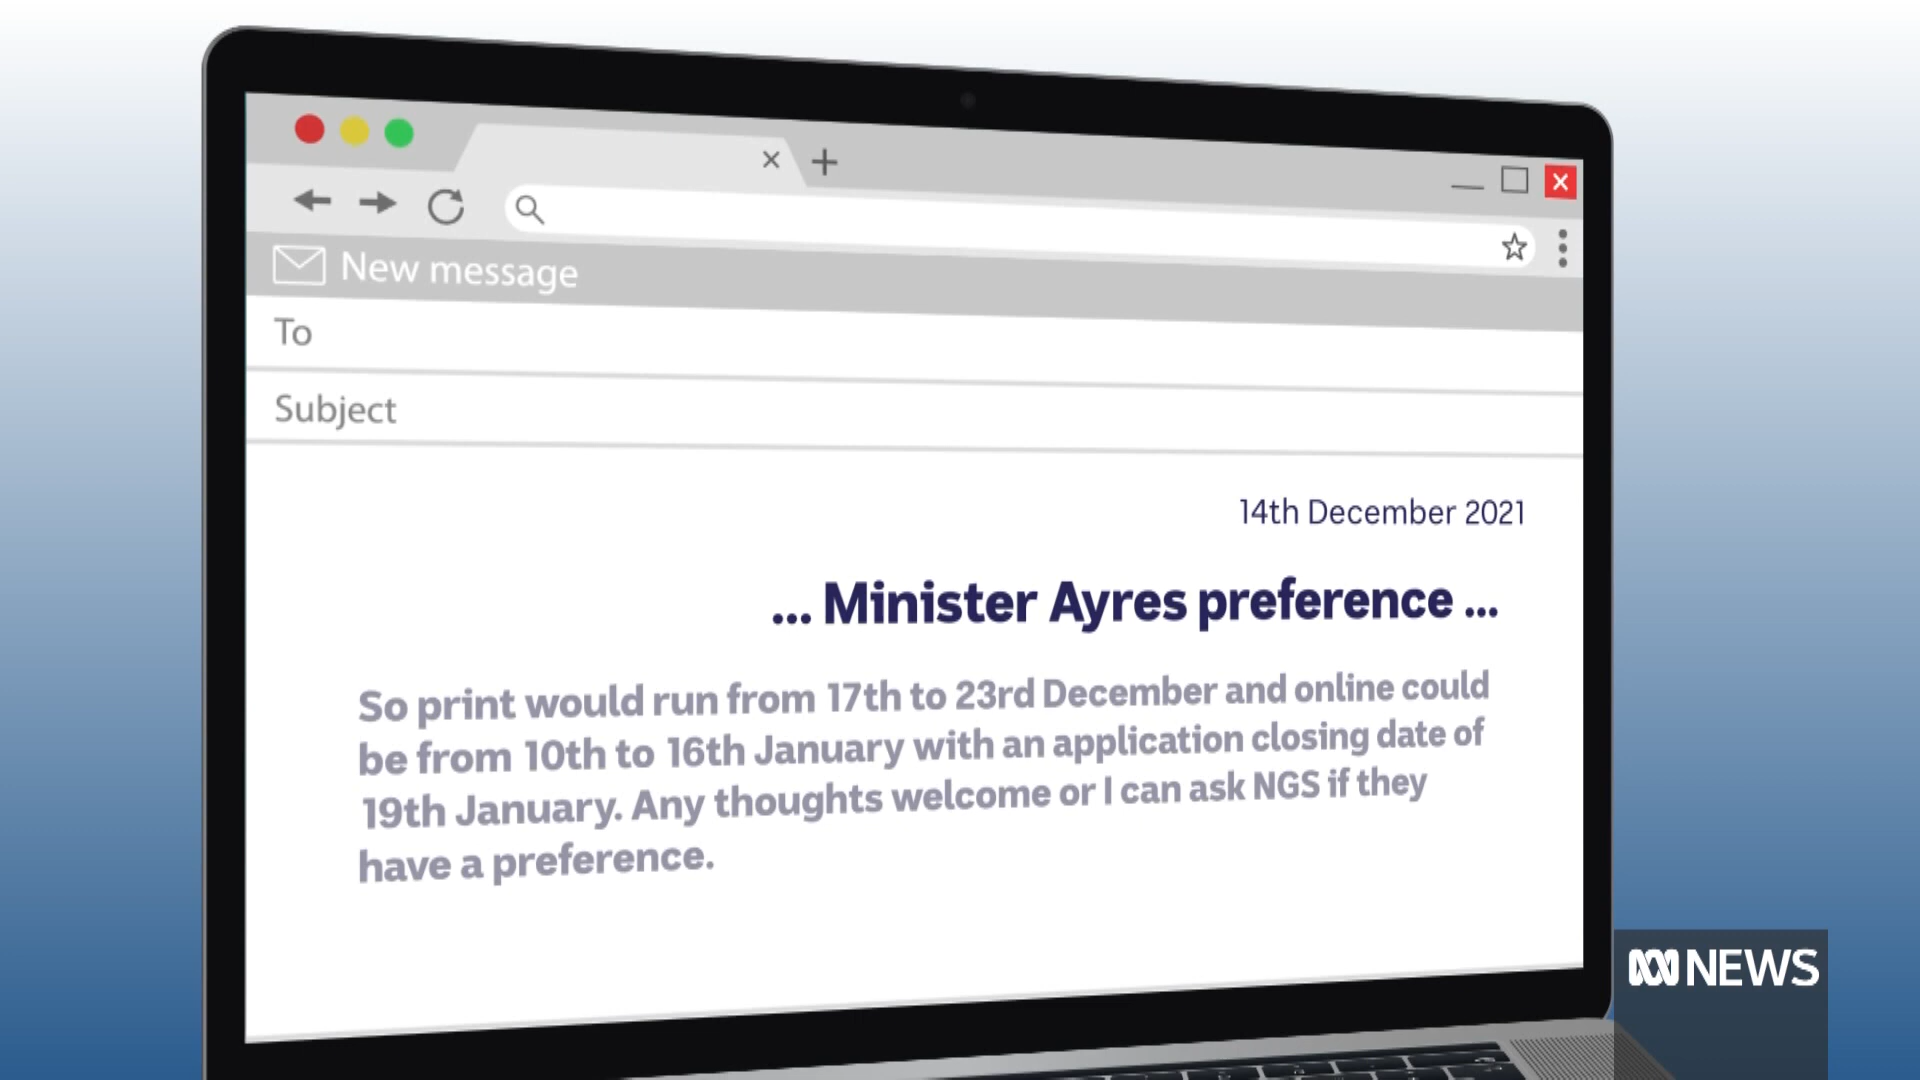 New message
To
Subject
14th December 2021
... Minister Ayres preference ...
So print would run from 17th to 23rd December and online could
be from 10th to 16th January with an application closing date of
19th January. Any thoughts welcome or I can ask NGS if they
have a preference.
NEWS